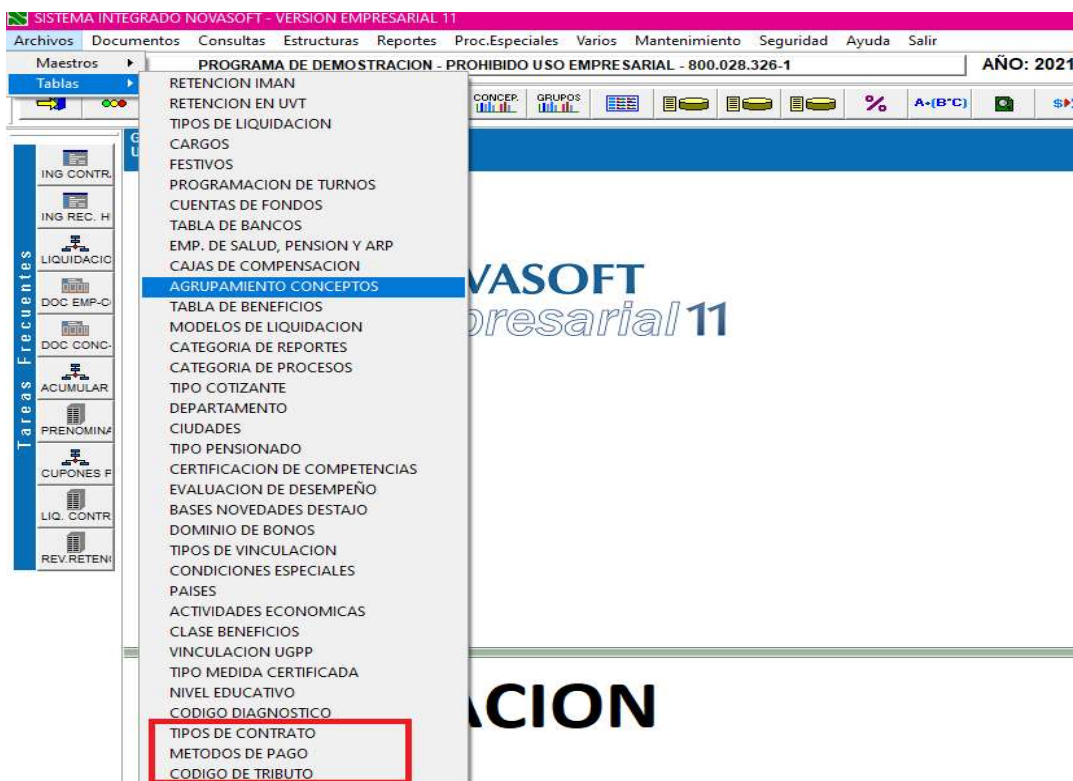 SISTEMA INTEGRADO NOVASOFT - VERSION EMPRESARIAL 11
Archivos Documentos Consultas Estructuras Reportes Proc.Especiales Varios Mantenimiento Seguridad Ayuda Salir
Maestros
PROGRAMA DE DEMOSTRACION - PROHIBIDO USO EMPRESARIAL - 800.028.326-1
AÑO: 2021
Tablas
CONCEP. GRUPOS % A+(B*C)
RETENCION IMAN
RETENCION EN UVT
TIPOS DE LIQUIDACION
CARGOS
FESTIVOS
PROGRAMACION DE TURNOS
CUENTAS DE FONDOS
TABLA DE BANCOS
EMP. DE SALUD, PENSION Y ARP
CAJAS DE COMPENSACION
AGRUPAMIENTO CONCEPTOS
TABLA DE BENEFICIOS
MODELOS DE LIQUIDACION
CATEGORIA DE REPORTES
CATEGORIA DE PROCESOS
TIPO COTIZANTE
DEPARTAMENTO
CIUDADES
TIPO PENSIONADO
CERTIFICACION DE COMPETENCIAS
EVALUACION DE DESEMPEÑO
BASES NOVEDADES DESTAJO
DOMINIO DE BONOS
TIPOS DE VINCULACION
CONDICIONES ESPECIALES
PAISES
ACTIVIDADES ECONOMICAS
CLASE BENEFICIOS
VINCULACION UGPP
TIPO MEDIDA CERTIFICADA
NIVEL EDUCATIVO
CODIGO DIAGNOSTICO
TIPOS DE CONTRATO
METODOS DE PAGO
CODIGO DE TRIBUTO
Tareas Frecuentes
ING CONTR.
ING REC. H
LIQUIDACIO
DOC EMP-C
DOC CONC-
ACUMULAR
PRENOMINA
CUPONES P
LIQ. CONTR
REV.RETEN
VASOFT
presarial 11
ACION